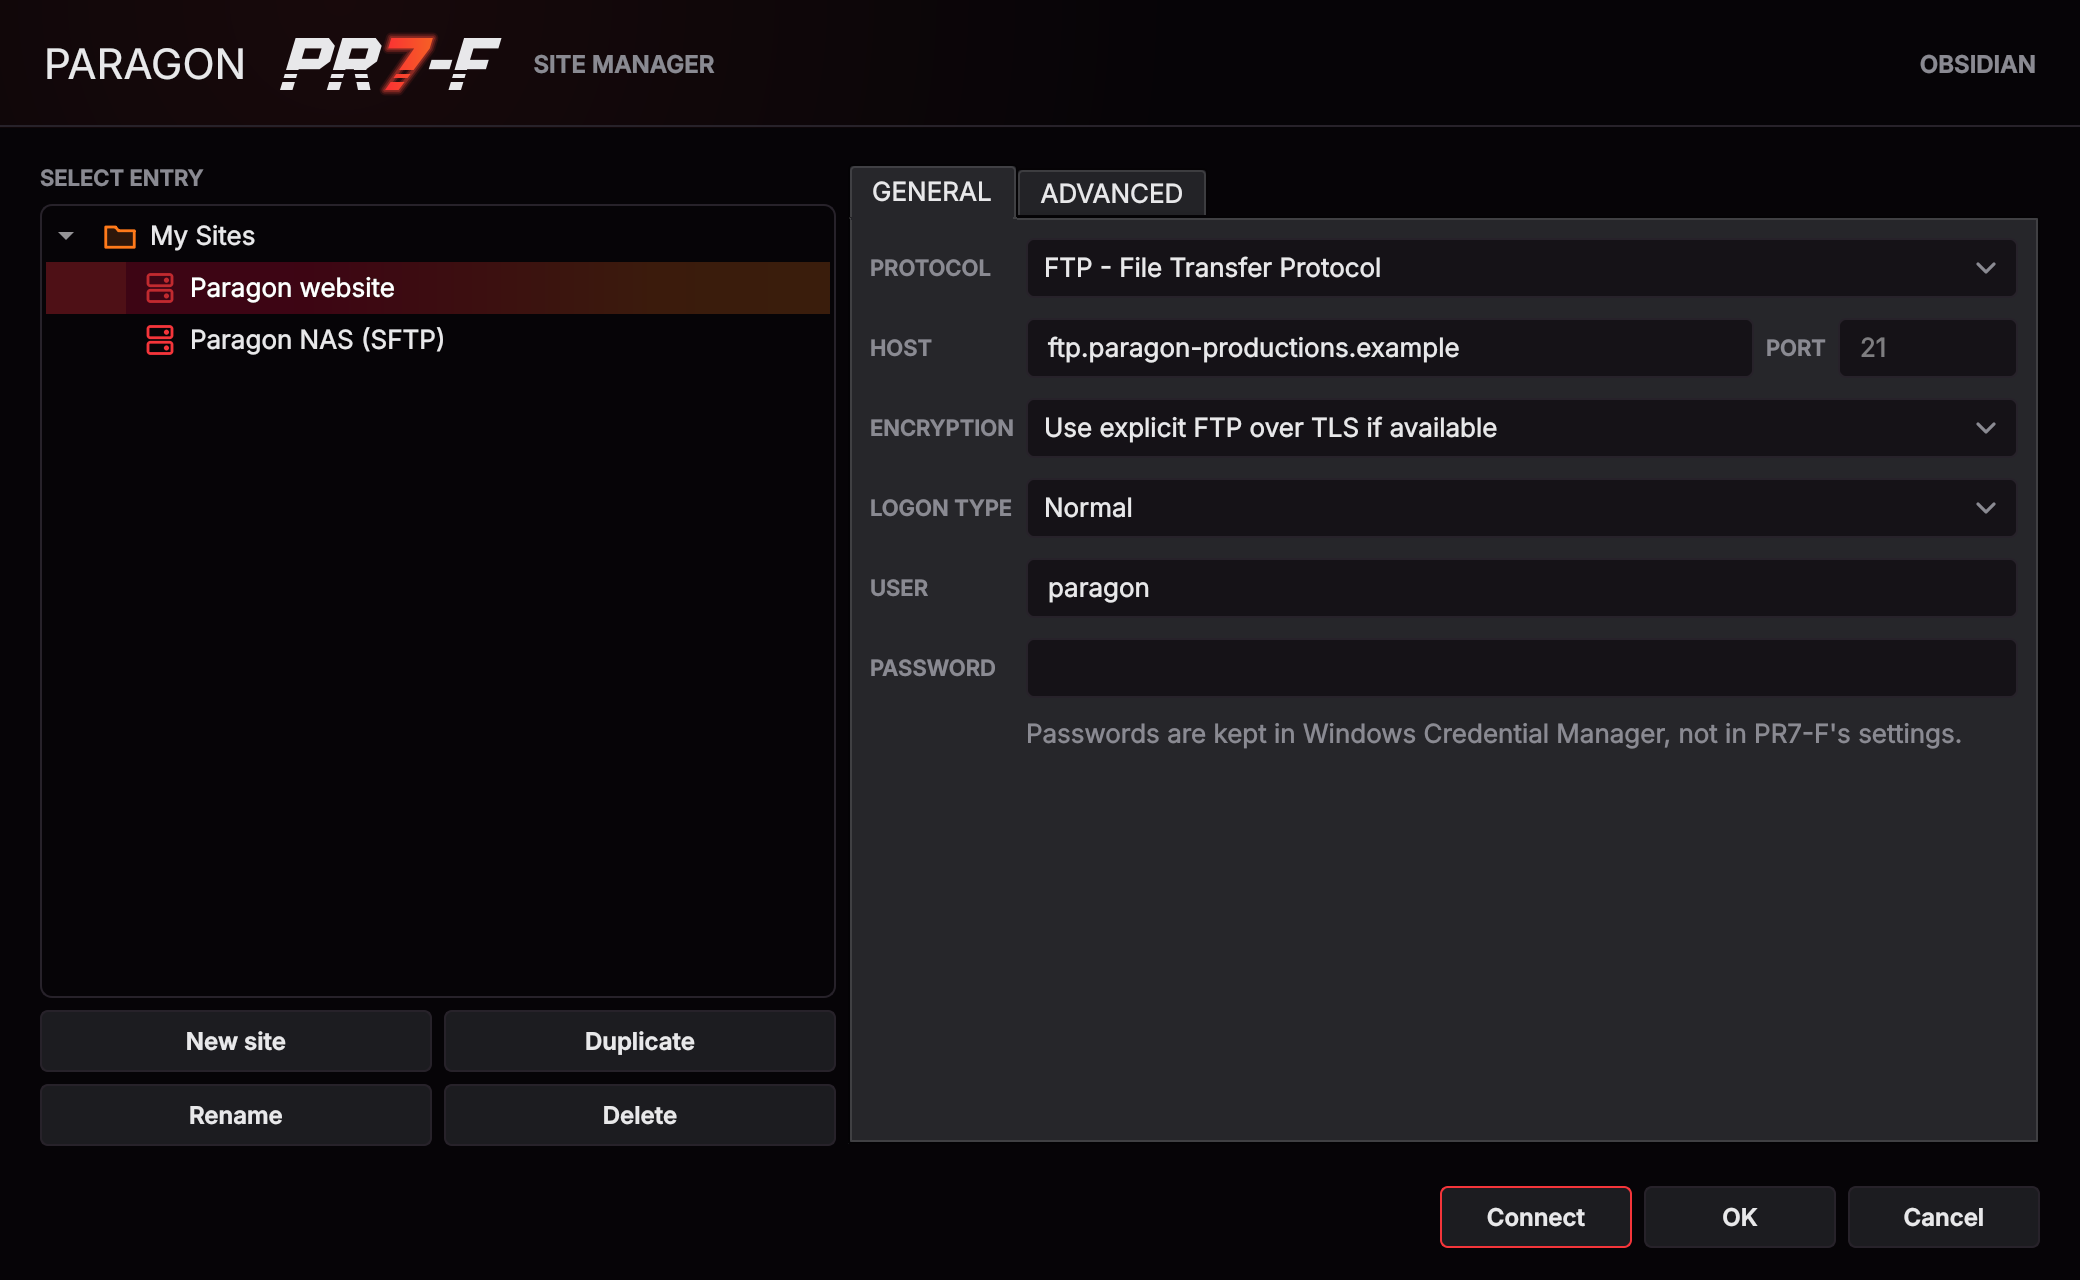 PARAGON PR7-F SITE MANAGER OBSIDIAN
SELECT ENTRY
My Sites
Paragon website
Paragon NAS (SFTP)
New site Duplicate
Rename Delete
GENERAL ADVANCED
PROTOCOL FTP - File Transfer Protocol
HOST ftp.paragon-productions.example PORT 21
ENCRYPTION Use explicit FTP over TLS if available
LOGON TYPE Normal
USER paragon
PASSWORD
Passwords are kept in Windows Credential Manager, not in PR7-F's settings.
Connect OK Cancel